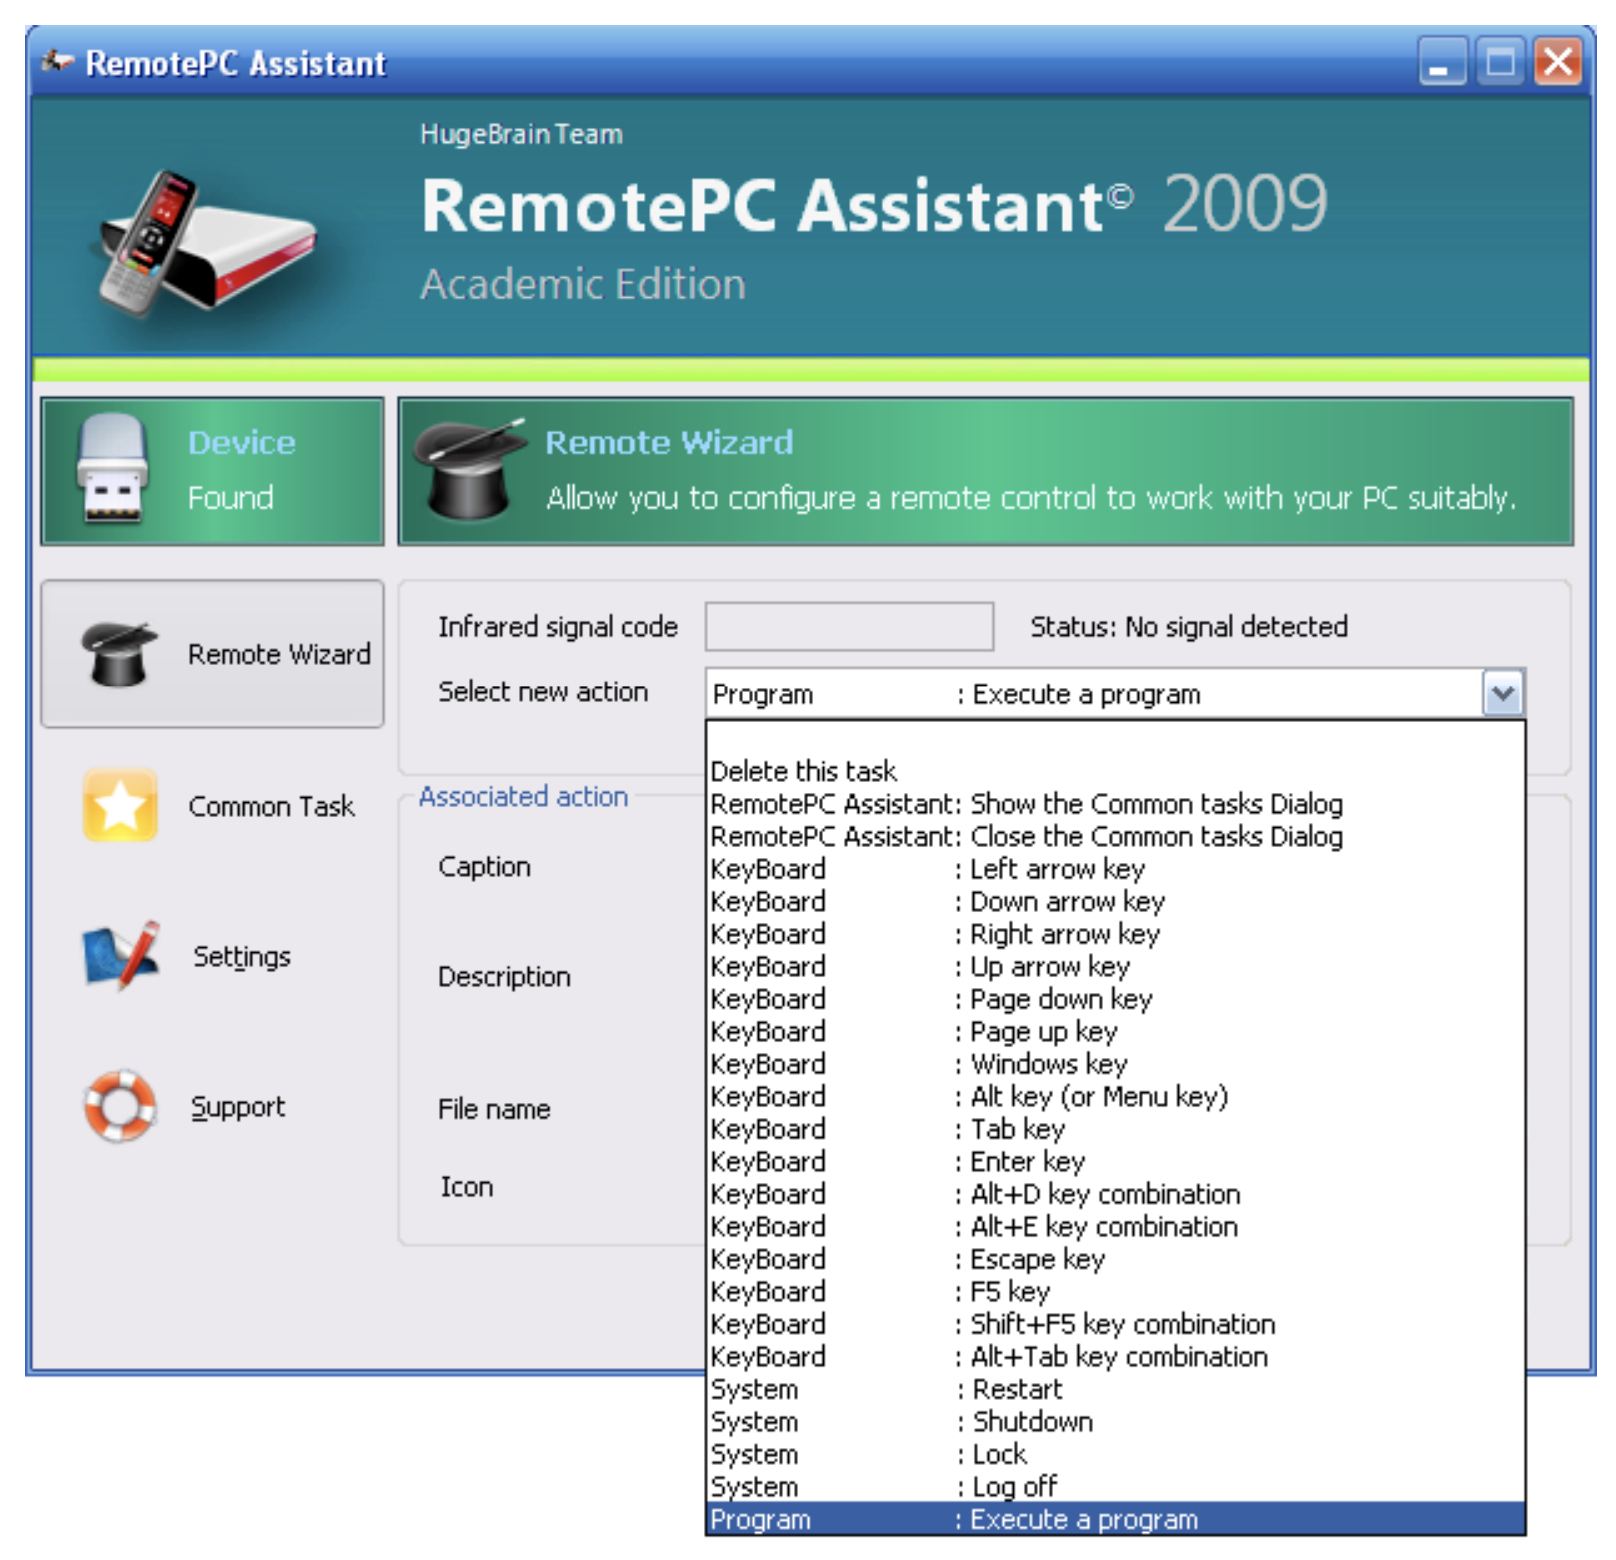 RemotePC Assistant
HugeBrain Team
RemotePC Assistant© 2009
Academic Edition
Device
Found
Remote Wizard
Allow you to configure a remote control to work with your PC suitably.
Remote Wizard
Common Task
Settings
Support
Infrared signal code
Status: No signal detected
Select new action
Program : Execute a program
Associated action
Caption
Description
File name
Icon
Delete this task
RemotePC Assistant: Show the Common tasks Dialog
RemotePC Assistant: Close the Common tasks Dialog
KeyBoard : Left arrow key
KeyBoard : Down arrow key
KeyBoard : Right arrow key
KeyBoard : Up arrow key
KeyBoard : Page down key
KeyBoard : Page up key
KeyBoard : Windows key
KeyBoard : Alt key (or Menu key)
KeyBoard : Tab key
KeyBoard : Enter key
KeyBoard : Alt+D key combination
KeyBoard : Alt+E key combination
KeyBoard : Escape key
KeyBoard : F5 key
KeyBoard : Shift+F5 key combination
KeyBoard : Alt+Tab key combination
System : Restart
System : Shutdown
System : Lock
System : Log off
Program : Execute a program